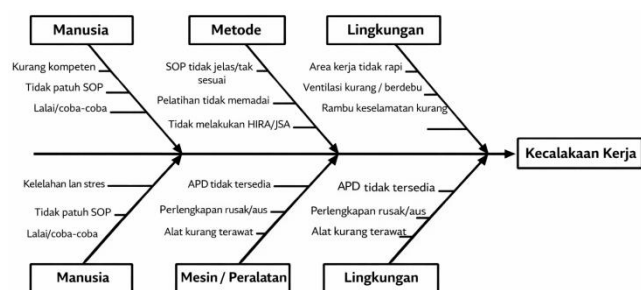 Manusia
Metode
Lingkungan
Kurang kompeten
Tidak patuh SOP
Lalai/coba-coba
SOP tidak jelas/tak
sesuai
Pelatihan tidak memadai
Tidak melakukan HIRA/JSA
Area kerja tidak rapi
Ventilasi kurang / berdebu
Rambu keselamatan kurang
Kecalakaan Kerja
Kelelahan lan stres
Tidak patuh SOP
Lalai/coba-coba
APD tidak tersedia
Perlengkapan rusak/aus
Alat kurang terawat
APD tidak tersedia
Perlengkapan rusak/aus
Alat kurang terawat
Manusia
Mesin / Peralatan
Lingkungan